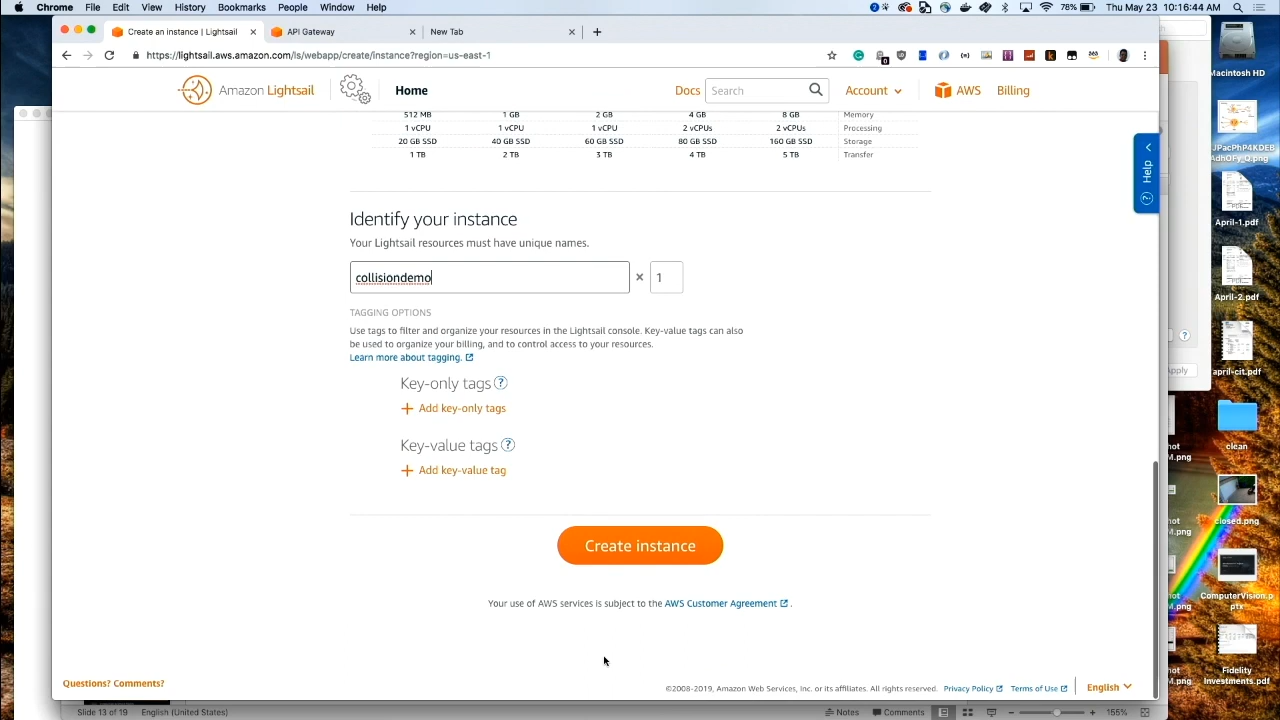 Chrome File Edit View History Bookmarks People Window Help 78% Thu May 23 10:16:44 AM
Create an instance | Lightsail API Gateway New Tab
https://lightsail.aws.amazon.com/ls/webapp/create/instance?region=us-east-1
Amazon Lightsail Home Docs Search Account AWS Billing
512 MB 1 GB 2 GB 4 GB 8 GB Memory
1 vCPU 1 vCPU 1 vCPU 2 vCPUs 2 vCPUs Processing
20 GB SSD 40 GB SSD 60 GB SSD 80 GB SSD 160 GB SSD Storage
1 TB 2 TB 3 TB 4 TB 5 TB Transfer
Help
Identify your instance
Your Lightsail resources must have unique names.
ollisiondemo × 1
TAGGING OPTIONS
Use tags to filter and organize your resources in the Lightsail console. Key-value tags can also
be used to organize your billing, and to control access to your resources.
Learn more about tagging.
Key-only tags ?
+ Add key-only tags
Key-value tags ?
+ Add key-value tag
Create instance
Your use of AWS services is subject to the AWS Customer Agreement .
Questions? Comments?
©2008-2019, Amazon Web Services, Inc. or its affiliates. All rights reserved. Privacy Policy Terms of Use English
Slide 13 of 19 English (United States) Notes Comments 155%
Macintosh HD
JPacPhP4KDEB
AdhOFy_Q.png
April-1.pdf
April-2.pdf
april-cit.pdf
Apply
clean
closed.png
ComputerVision.p
ptx
Fidelity
Investments.pdf